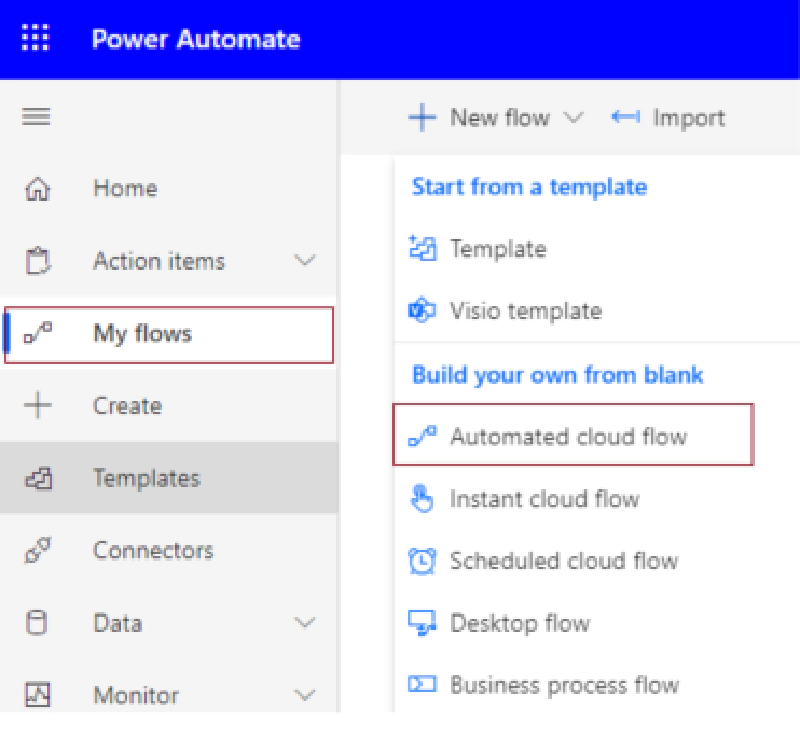 Power Automate
New flow
Import
Home
Action items
My flows
Create
Templates
Connectors
Data
Monitor
Start from a template
Template
Visio template
Build your own from blank
Automated cloud flow
Instant cloud flow
Scheduled cloud flow
Desktop flow
Business process flow